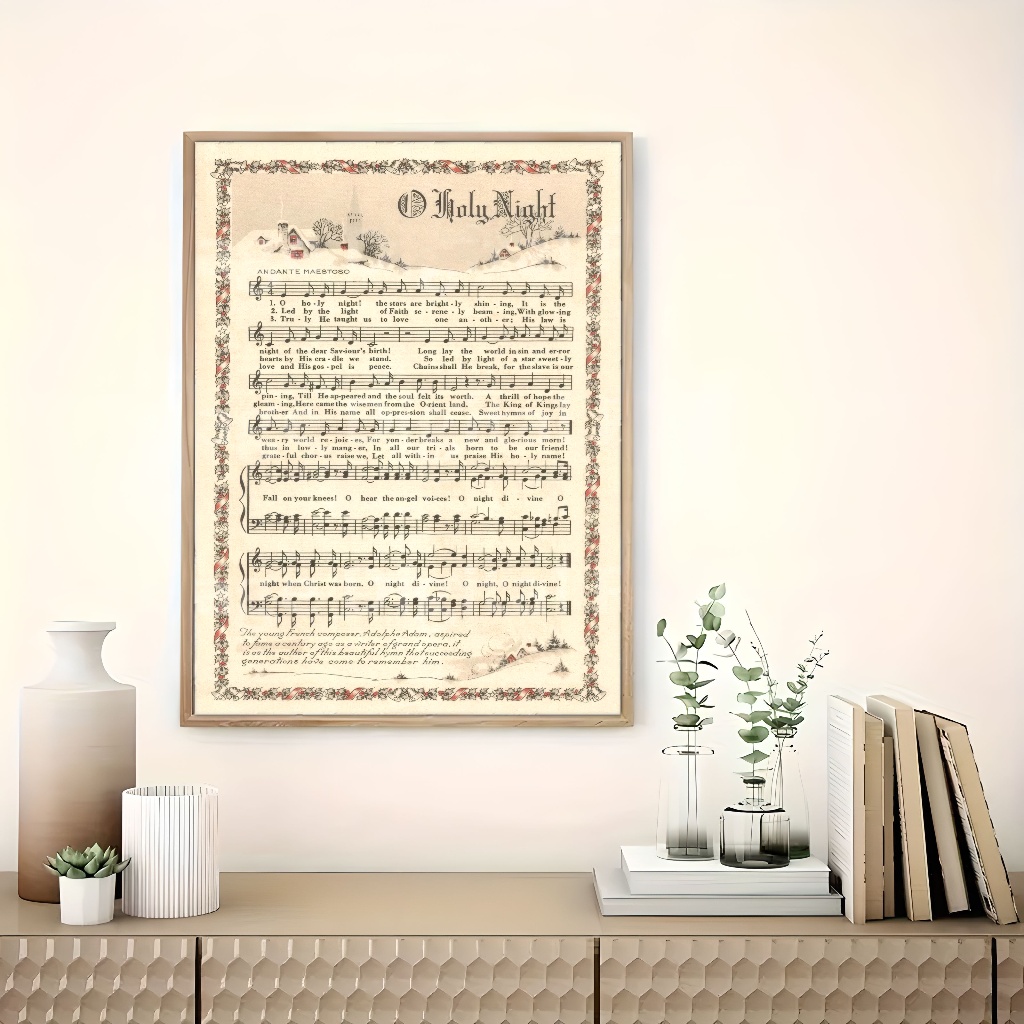 O Holy Night
ANDANTE MAESTOSO
1. O ho - ly night! the stars are bright - ly shin - ing, It is the
2. Led by the light of Faith se - rene - ly beam - ing, With glow-ing
3. Tru - ly He taught us to love one an - oth - er; His law is
night of the dear Sav-iour's birth! Long lay the world in sin and er-ror
hearts by His cra - dle we stand. So led by light of a star sweet - ly
love and His gos - pel is peace. Chains shall He break, for the slave is our
pin - ing, Till He ap-peared and the soul felt its worth. A thrill of hope the
gleam - ing, Here came the wise men from the O-rient land. The King of Kings lay
broth-er And in His name all op-pres-sion shall cease. Sweet hymns of joy in
wea - ry world re - joic - es, For yon - der breaks a new and glo-rious morn!
thus in low - ly mang - er, In all our tri - als born to be our friend!
grate - ful chor - us raise we, Let all with - in us praise His ho - ly name!
Fall on your knees! O hear the an-gel voi-ces! O night di - vine O
night when Christ was born, O night di - vine! O night, O night di-vine!
The young French composer, Adolphe Adam, aspired
to fame a century ago as a writer of grand opera, it
is as the author of this beautiful hymn that succeeding
generations have come to remember him.